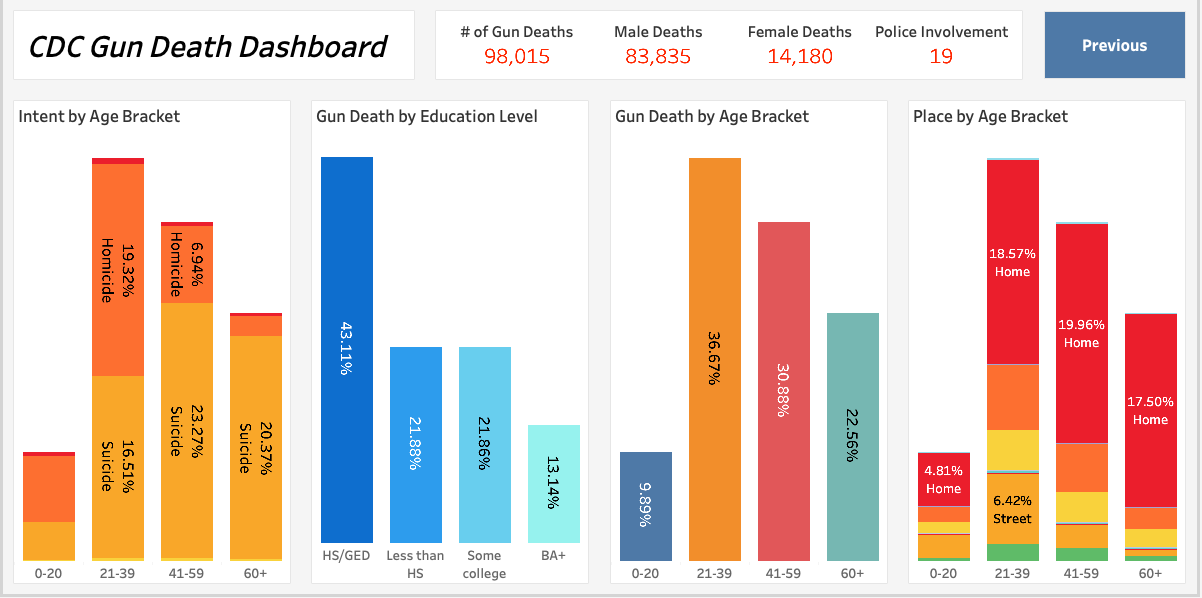 CDC Gun Death Dashboard
# of Gun Deaths
98,015
Male Deaths
83,835
Female Deaths
14,180
Police Involvement
19
Previous
Intent by Age Bracket
19.32%
Homicide
16.51%
Suicide
6.94%
Homicide
23.27%
Suicide
20.37%
Suicide
0-20
21-39
41-59
60+
Gun Death by Education Level
43.11%
21.88%
21.86%
13.14%
HS/GED
Less than
HS
Some
college
BA+
Gun Death by Age Bracket
9.89%
36.67%
30.88%
22.56%
0-20
21-39
41-59
60+
Place by Age Bracket
4.81%
Home
18.57%
Home
6.42%
Street
19.96%
Home
17.50%
Home
0-20
21-39
41-59
60+